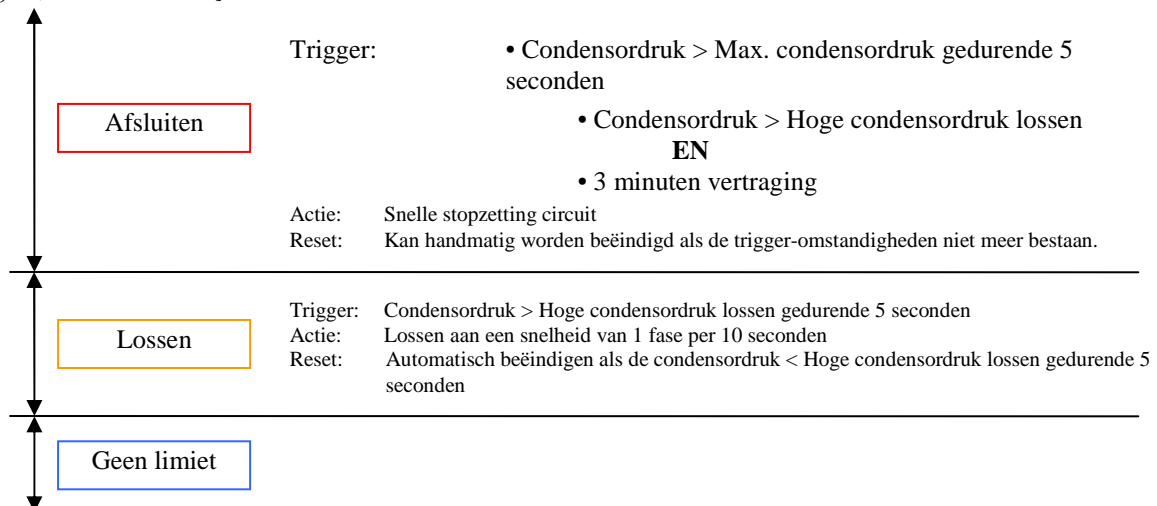 Trigger: • Condensordruk > Max. condensordruk gedurende 5
seconden
• Condensordruk > Hoge condensordruk lossen
EN
• 3 minuten vertraging
Afsluiten
Actie: Snelle stopzetting circuit
Reset: Kan handmatig worden beëindigd als de trigger-omstandigheden niet meer bestaan.
Trigger: Condensordruk > Hoge condensordruk lossen gedurende 5 seconden
Actie: Lossen aan een snelheid van 1 fase per 10 seconden
Lossen
Reset: Automatisch beëindigen als de condensordruk < Hoge condensordruk lossen gedurende 5
seconden
Geen limiet